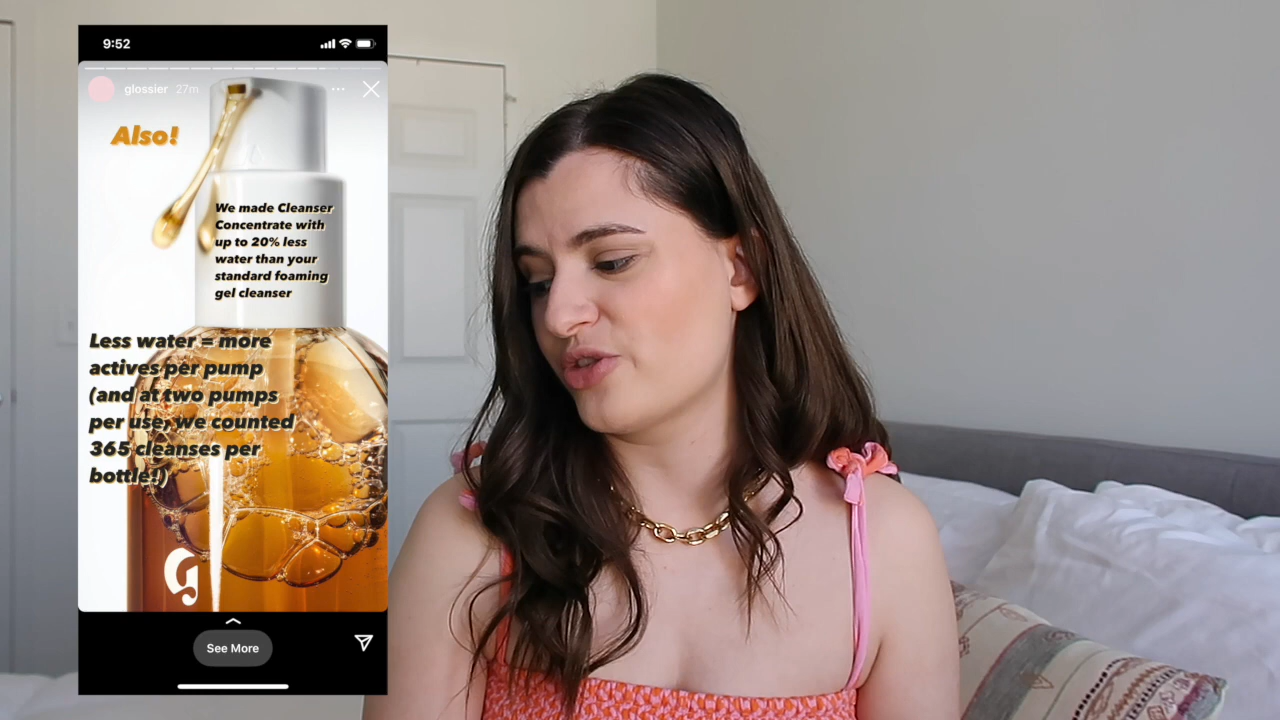 9:52
glossier 27m
Also!
We made Cleanser
Concentrate with
up to 20% less
water than your
standard foaming
gel cleanser
Less water = more
actives per pump
(and at two pumps
per use, we counted
365 cleanses per
bottle!)
G
See More